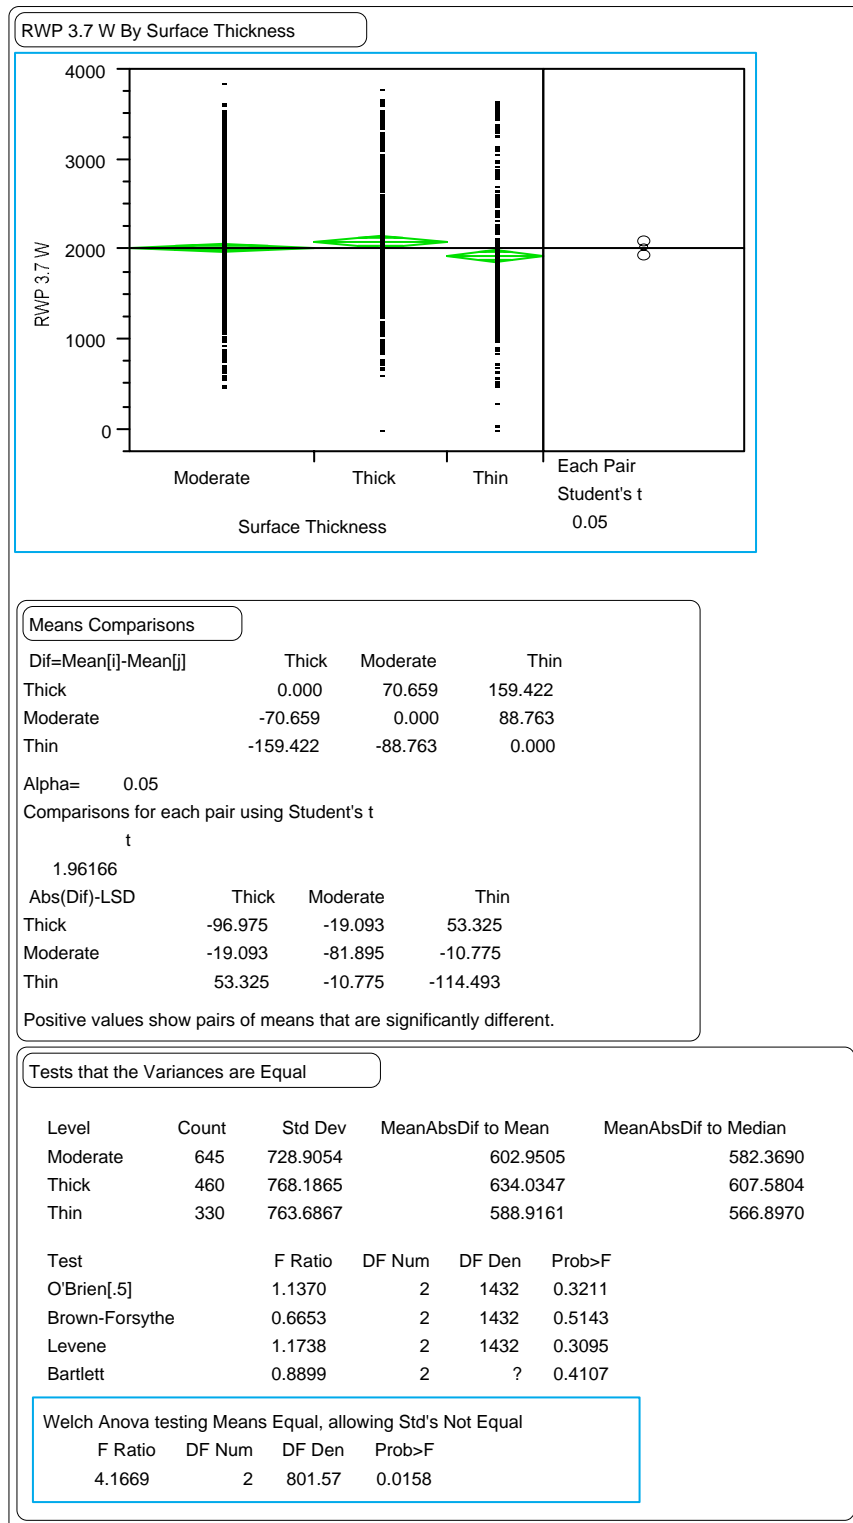 RWP 3.7 W By Surface Thickness
4000
3000
2000
1000
0
RWP 3.7 W
Moderate Thick Thin
Surface Thickness
Each Pair
Student's t
0.05
Means Comparisons
Dif=Mean[i]-Mean[j] Thick Moderate Thin
Thick 0.000 70.659 159.422
Moderate -70.659 0.000 88.763
Thin -159.422 -88.763 0.000
Alpha= 0.05
Comparisons for each pair using Student's t
t
1.96166
Abs(Dif)-LSD Thick Moderate Thin
Thick -96.975 -19.093 53.325
Moderate -19.093 -81.895 -10.775
Thin 53.325 -10.775 -114.493
Positive values show pairs of means that are significantly different.
Tests that the Variances are Equal
Level Count Std Dev MeanAbsDif to Mean MeanAbsDif to Median
Moderate 645 728.9054 602.9505 582.3690
Thick 460 768.1865 634.0347 607.5804
Thin 330 763.6867 588.9161 566.8970
Test F Ratio DF Num DF Den Prob>F
O'Brien[.5] 1.1370 2 1432 0.3211
Brown-Forsythe 0.6653 2 1432 0.5143
Levene 1.1738 2 1432 0.3095
Bartlett 0.8899 2 ? 0.4107
Welch Anova testing Means Equal, allowing Std's Not Equal
F Ratio DF Num DF Den Prob>F
4.1669 2 801.57 0.0158